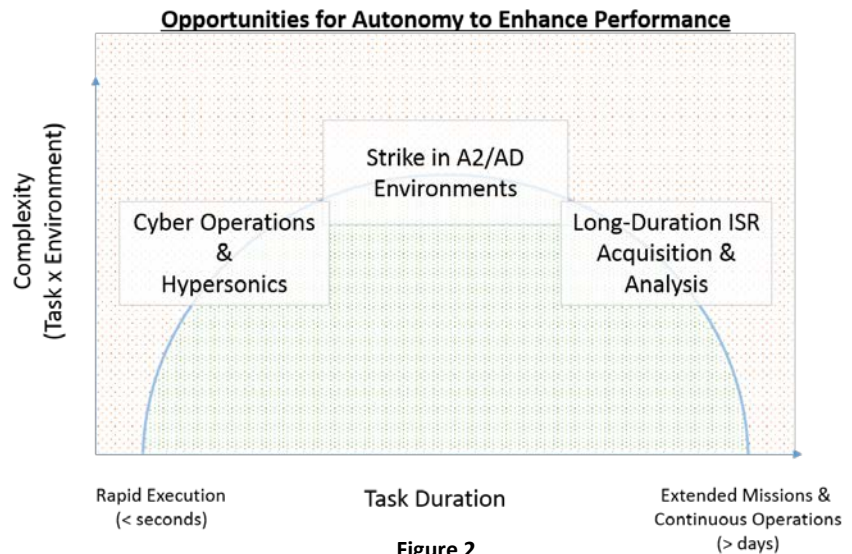 Opportunities for Autonomy to Enhance Performance
Complexity
(Task x Environment)
Strike in A2/AD
Environments
Cyber Operations
&
Hypersonics
Long-Duration ISR
Acquisition &
Analysis
Rapid Execution
(< seconds)
Task Duration
Extended Missions &
Continuous Operations
(> days)
Figure 2